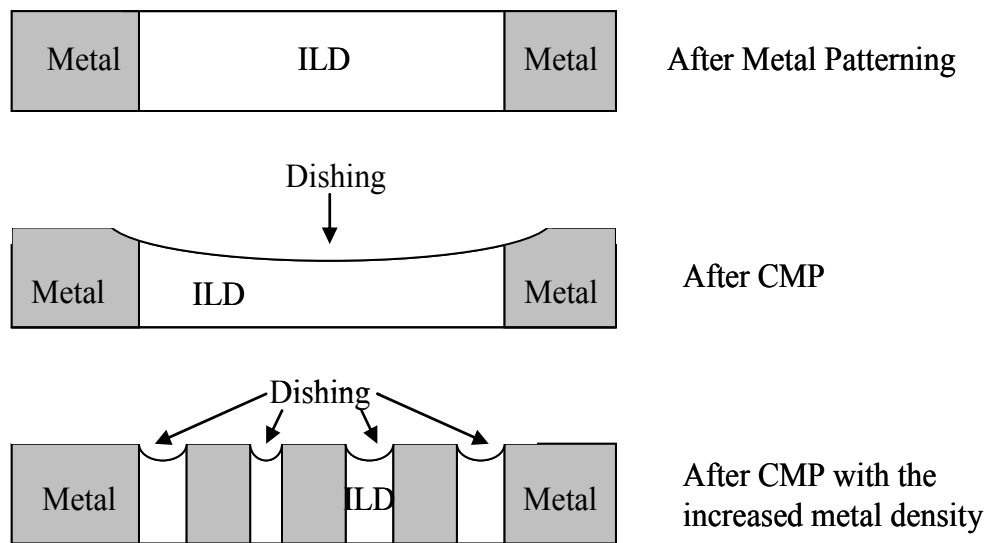 Metal ILD Metal After Metal Patterning
Dishing
Metal ILD Metal After CMP
Dishing
Metal ILD Metal After CMP with the
increased metal density